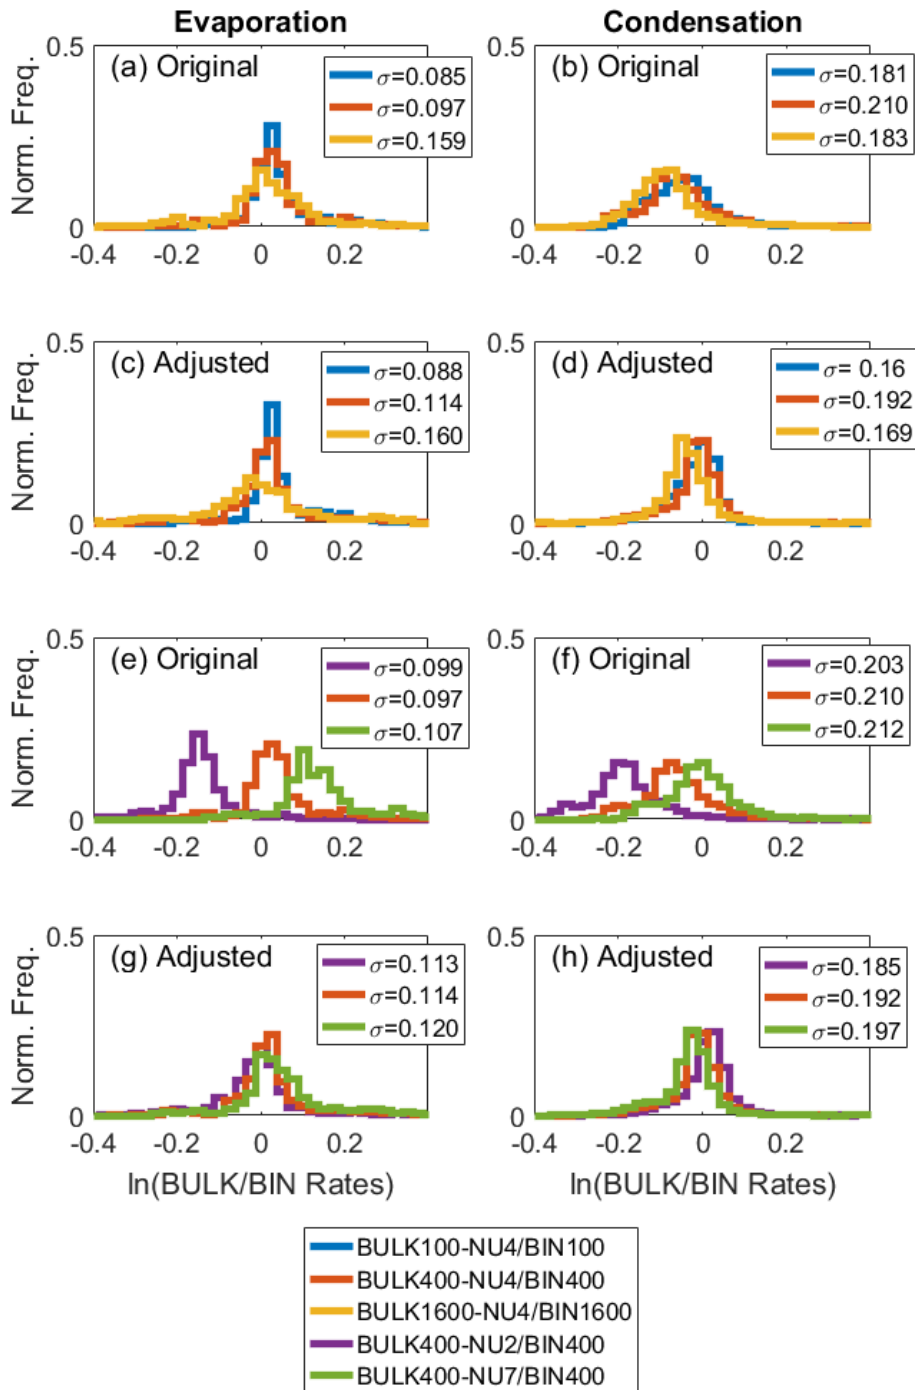 Evaporation Condensation
0.5 (a) Original σ=0.085 σ=0.097 σ=0.159
Norm. Freq.
0
-0.4 -0.2 0 0.2
0.5 (b) Original σ=0.181 σ=0.210 σ=0.183
0
-0.4 -0.2 0 0.2
0.5 (c) Adjusted σ=0.088 σ=0.114 σ=0.160
Norm. Freq.
0
-0.4 -0.2 0 0.2
0.5 (d) Adjusted σ= 0.16 σ=0.192 σ=0.169
0
-0.4 -0.2 0 0.2
0.5 (e) Original σ=0.099 σ=0.097 σ=0.107
Norm. Freq.
0
-0.4 -0.2 0 0.2
0.5 (f) Original σ=0.203 σ=0.210 σ=0.212
0
-0.4 -0.2 0 0.2
0.5 (g) Adjusted σ=0.113 σ=0.114 σ=0.120
Norm. Freq.
0
-0.4 -0.2 0 0.2
ln(BULK/BIN Rates)
0.5 (h) Adjusted σ=0.185 σ=0.192 σ=0.197
0
-0.4 -0.2 0 0.2
ln(BULK/BIN Rates)
BULK100-NU4/BIN100
BULK400-NU4/BIN400
BULK1600-NU4/BIN1600
BULK400-NU2/BIN400
BULK400-NU7/BIN400